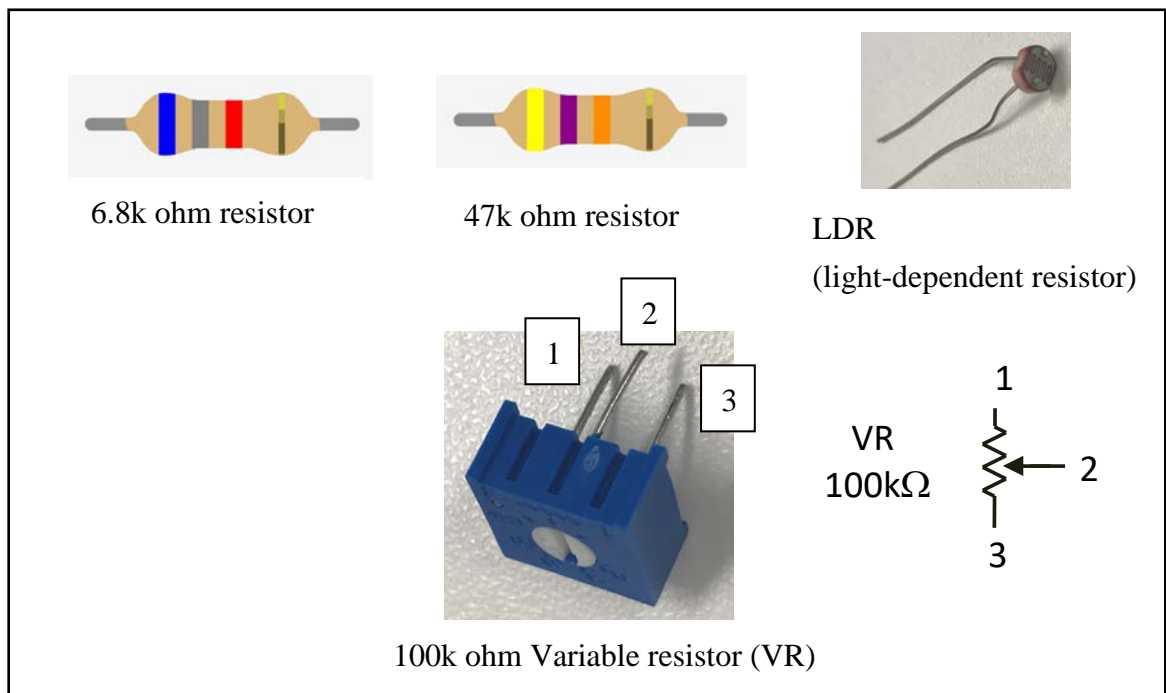 6.8k ohm resistor
47k ohm resistor
LDR
(light-dependent resistor)
1
2
3
100k ohm Variable resistor (VR)
VR
100kΩ
1
2
3